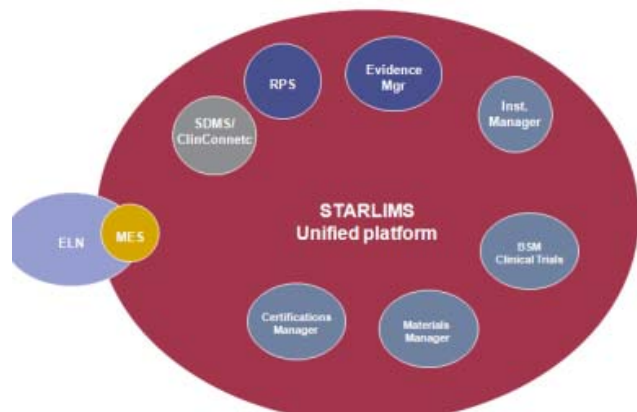 Evidence
Mgr
RPS
Inst.
Manager
SDMS/
ClinConnetc
STARLIMS
Unified platform
ELN
MES
BSM
Clinical Trials
Certifications
Manager
Materials
Manager